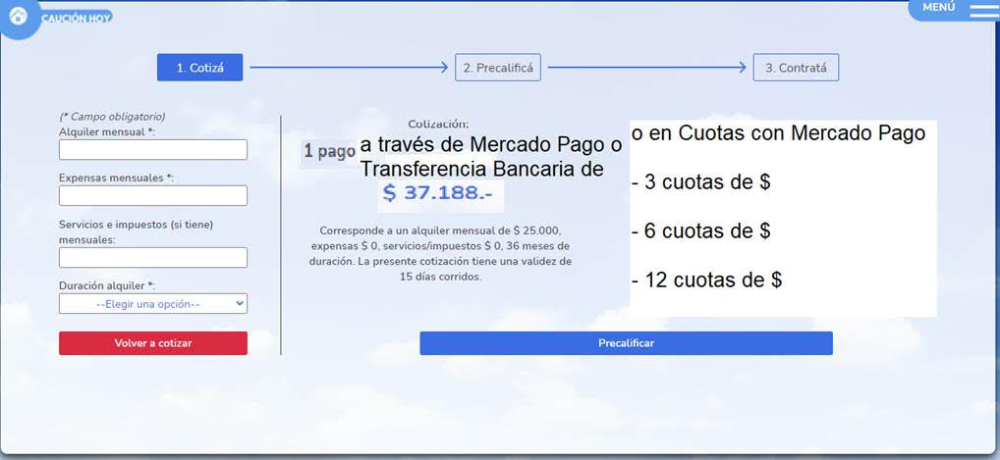 CAUCIÓN HOY
MENÚ
1. Cotizá
2. Precalificá
3. Contratá
(* Campo obligatorio)
Alquiler mensual *:
Expensas mensuales *:
Servicios e impuestos (si tiene)
mensuales:
Duración alquiler *:
--Elegir una opción--
Volver a cotizar
Cotización:
1 pago a través de Mercado Pago o
Transferencia Bancaria de
$ 37.188.-
Corresponde a un alquiler mensual de $ 25.000,
expensas $ 0, servicios/impuestos $ 0, 36 meses de
duración. La presente cotización tiene una validez de
15 días corridos.
o en Cuotas con Mercado Pago
- 3 cuotas de $
- 6 cuotas de $
- 12 cuotas de $
Precalificar